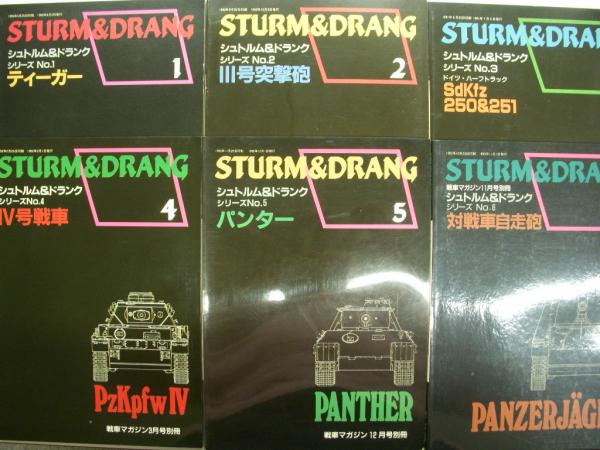 STURM&DRANG
シュトルム&ドランク
シリーズ No.1
ティーガー
1
STURM&DRANG
シュトルム&ドランク
シリーズ No.2
III号突撃砲
2
STURM&DRAN
シュトルム&ドランク
シリーズ No.3
ドイツ・ハーフトラック
SdKfz
250&251
STURM&DRANG
シュトルム&ドランク
シリーズNo.4
IV号戦車
4
PzKpfw IV
戦車マガジン3月号別冊
STURM&DRANG
シュトルム&ドランク
シリーズNo.5
パンター
5
PANTHER
戦車マガジン 12月号別冊
STURM&DRAN
戦車マガジン11月号別冊
シュトルム&ドランク
シリーズ No.6
対戦車自走砲
PANZERJÄG